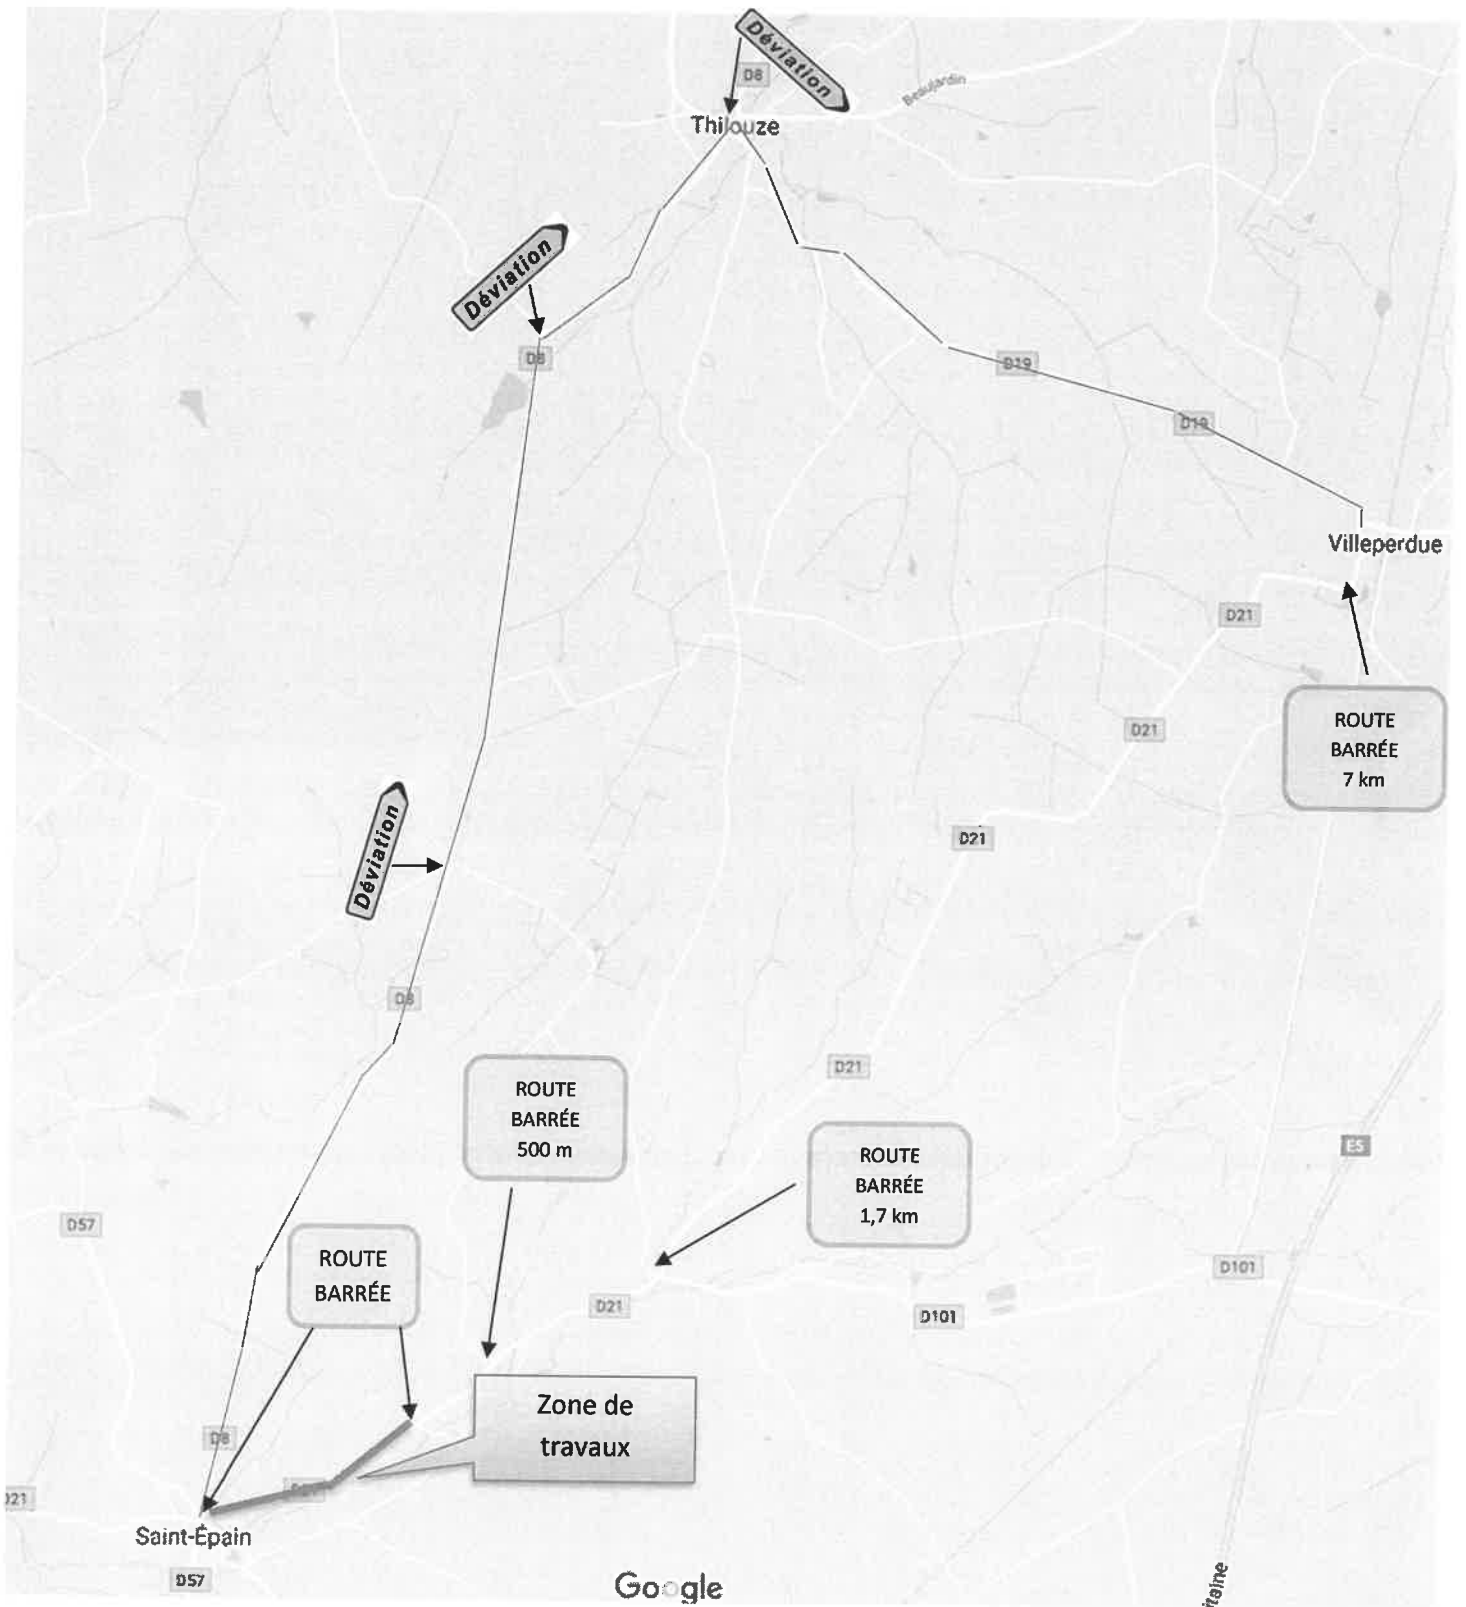 Déviation
D8
Beaujardin
Thilouze
Déviation
D8
D19
D19
Villeperdue
D21
ROUTE
BARRÉE
7 km
D21
Déviation
D21
D8
ROUTE
BARRÉE
500 m
D21
ROUTE
BARRÉE
1,7 km
E5
D57
ROUTE
BARRÉE
D101
D21
D101
Zone de
travaux
D8
D21
Saint-Épain
D57
Google